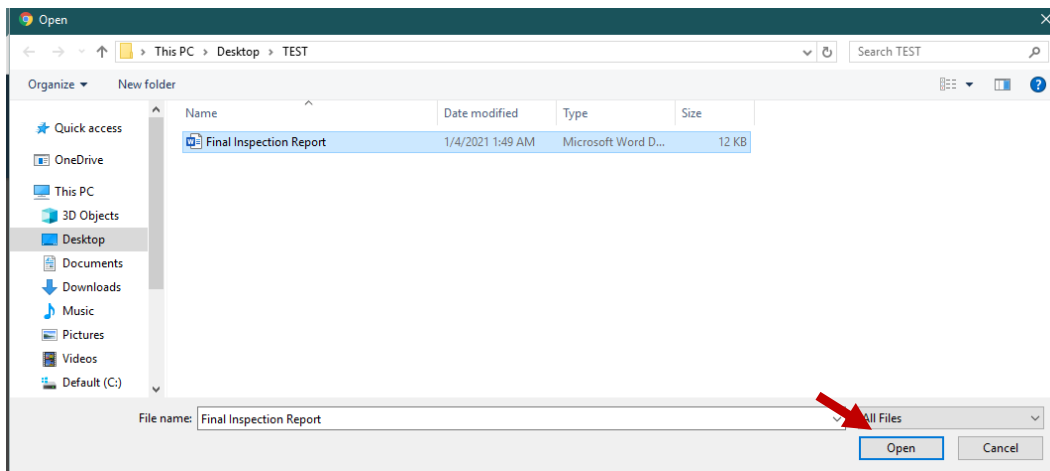 Open
This PC > Desktop > TEST
Search TEST
Organize
New folder
Name
Date modified
Type
Size
Final Inspection Report
1/4/2021 1:49 AM
Microsoft Word D...
12 KB
Quick access
OneDrive
This PC
3D Objects
Desktop
Documents
Downloads
Music
Pictures
Videos
Default (C:)
File name: Final Inspection Report
All Files
Open
Cancel